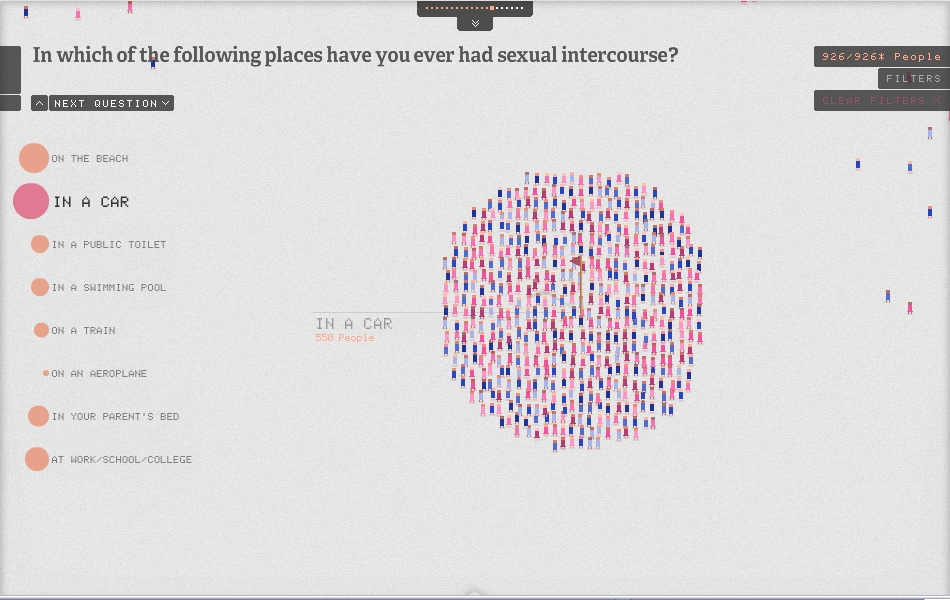 In which of the following places have you ever had sexual intercourse?
926/926* People
FILTERS
CLEAR FILTERS X
NEXT QUESTION
ON THE BEACH
IN A CAR
IN A PUBLIC TOILET
IN A SWIMMING POOL
ON A TRAIN
ON AN AEROPLANE
IN YOUR PARENT'S BED
AT WORK/SCHOOL/COLLEGE
IN A CAR
550 People